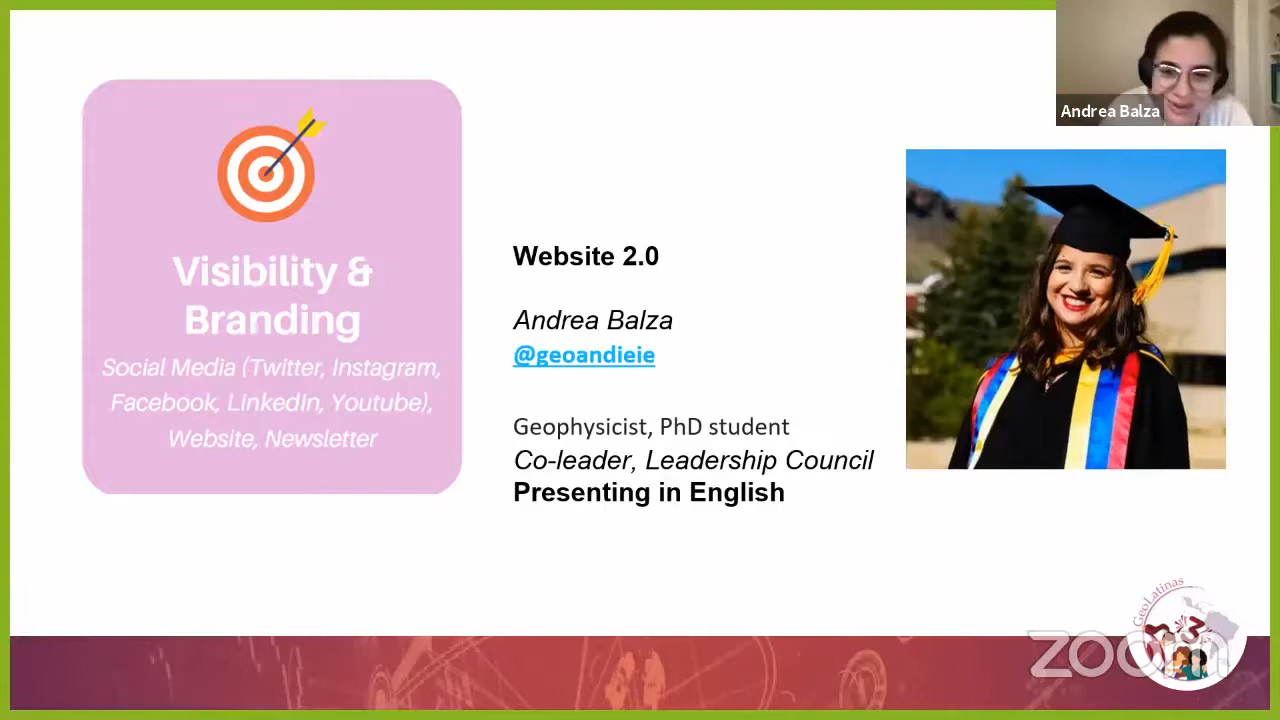 Andrea Balza
Visibility &
Branding
Social Media (Twitter, Instagram,
Facebook, LinkedIn, Youtube),
Website, Newsletter
Website 2.0
Andrea Balza
@geoandieie
Geophysicist, PhD student
Co-leader, Leadership Council
Presenting in English
GeoLatinas
zoom